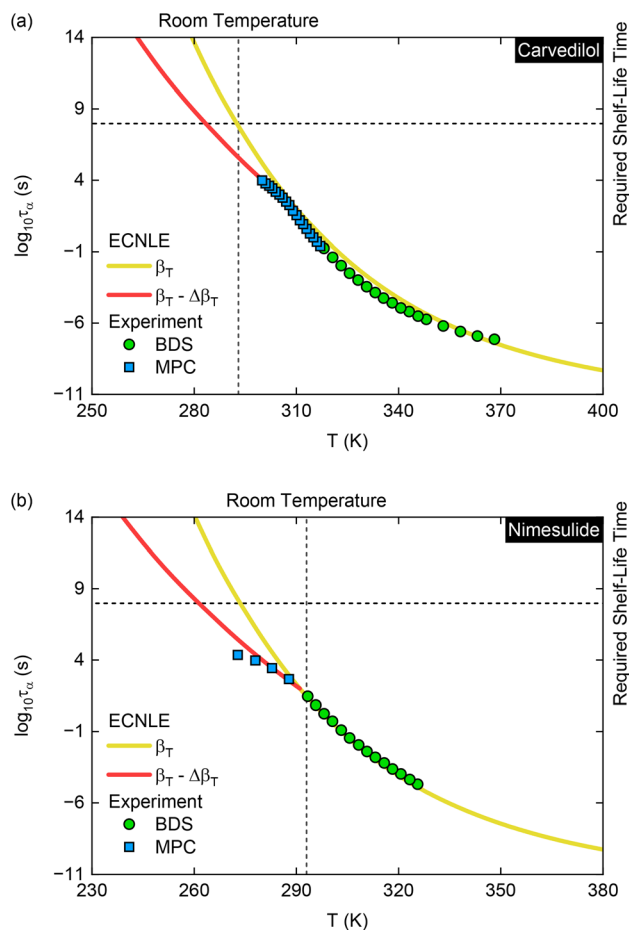 (a)
Room Temperature
Carvedilol
Required Shelf-Life Time
log₁₀τα (s)
14
9
4
−1
−6
−11
ECNLE
βT
βT - ΔβT
Experiment
BDS
MPC
250 280 310 340 370 400
T (K)
(b)
Room Temperature
Nimesulide
Required Shelf-Life Time
log₁₀τα (s)
14
9
4
−1
−6
−11
ECNLE
βT
βT - ΔβT
Experiment
BDS
MPC
230 260 290 320 350 380
T (K)